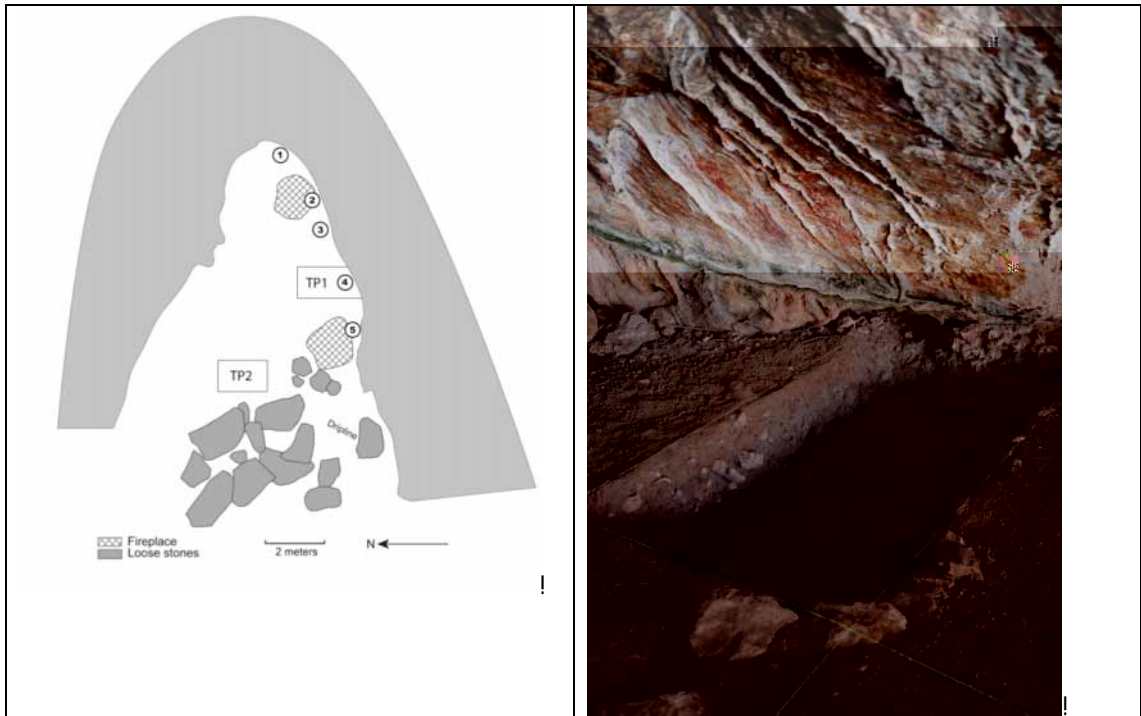 1
2
3
TP1 4
5
TP2
Dripline
Fireplace
Loose stones
2 meters
N
!
!